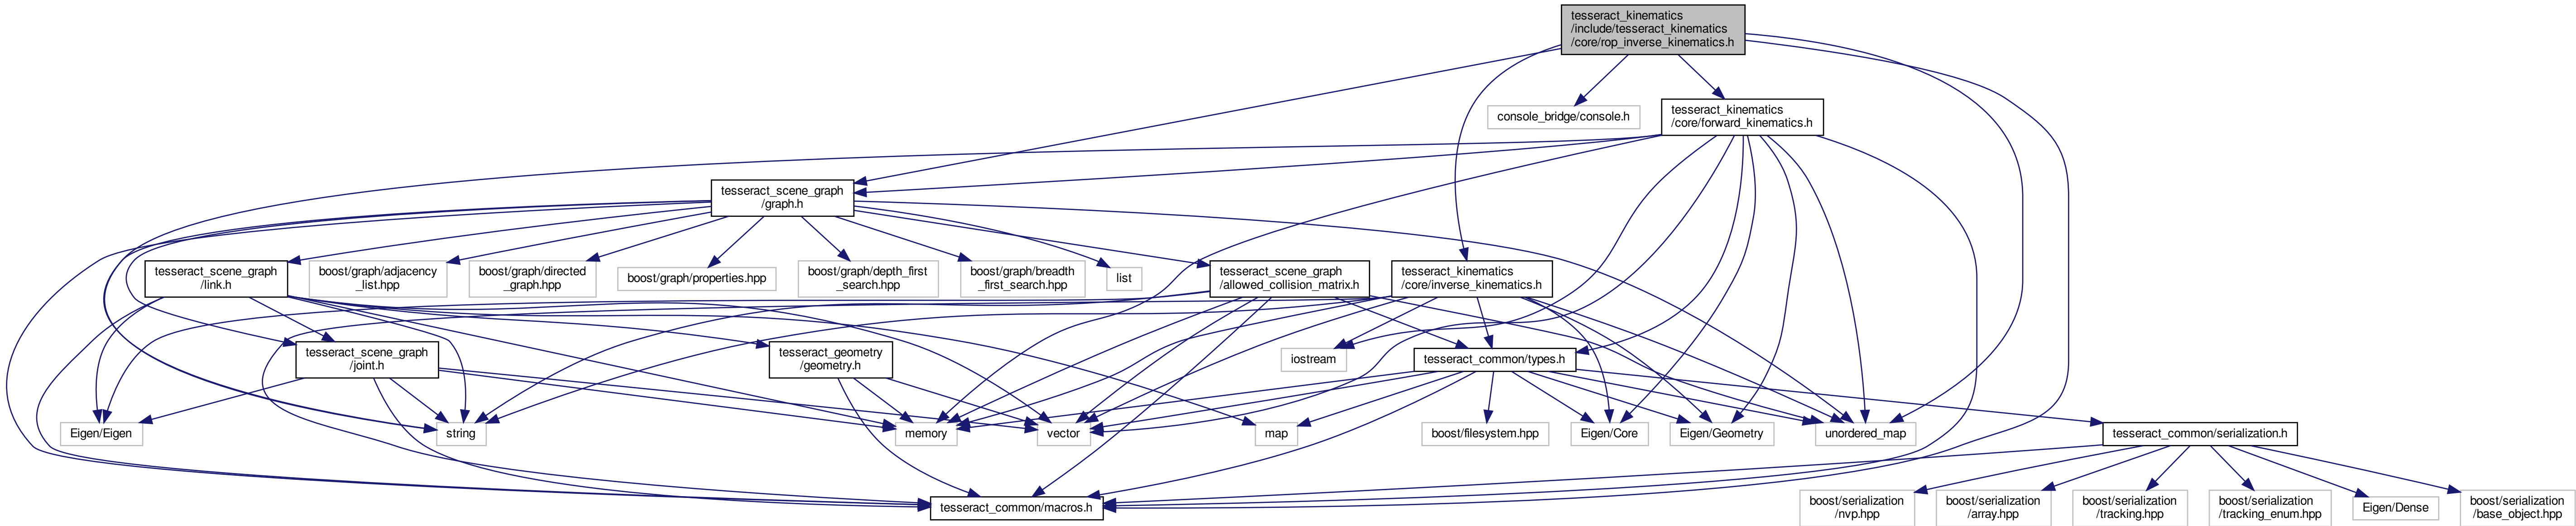 tesseract_kinematics
/include/tesseract_kinematics
/core/rop_inverse_kinematics.h
console_bridge/console.h
tesseract_kinematics
/core/forward_kinematics.h
tesseract_scene_graph
/graph.h
tesseract_scene_graph
/link.h
boost/graph/adjacency
_list.hpp
boost/graph/directed
_graph.hpp
boost/graph/properties.hpp
boost/graph/depth_first
_search.hpp
boost/graph/breadth
_first_search.hpp
list
tesseract_scene_graph
/allowed_collision_matrix.h
tesseract_kinematics
/core/inverse_kinematics.h
tesseract_scene_graph
/joint.h
tesseract_geometry
/geometry.h
iostream
tesseract_common/types.h
Eigen/Eigen
string
memory
vector
map
boost/filesystem.hpp
Eigen/Core
Eigen/Geometry
unordered_map
tesseract_common/serialization.h
tesseract_common/macros.h
boost/serialization
/nvp.hpp
boost/serialization
/array.hpp
boost/serialization
/tracking.hpp
boost/serialization
/tracking_enum.hpp
Eigen/Dense
boost/serialization
/base_object.hpp